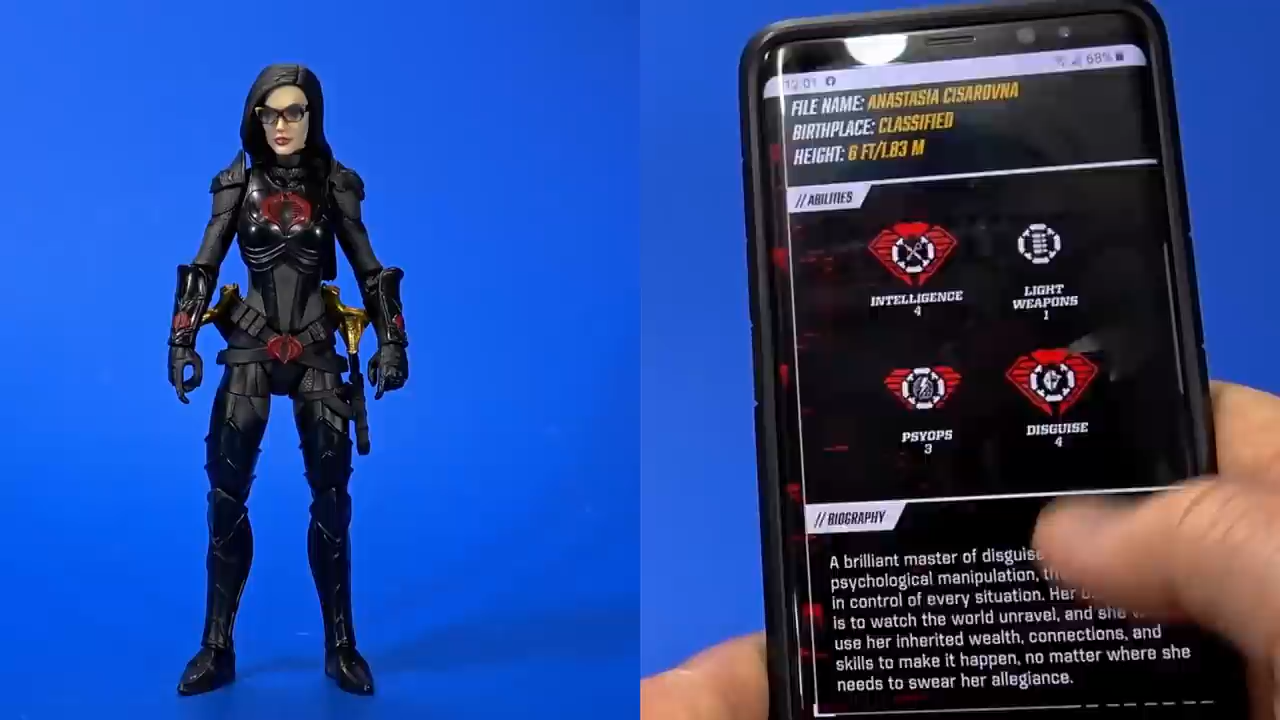 12:01
68%
FILE NAME: ANASTASIA CISAROVNA
BIRTHPLACE: CLASSIFIED
HEIGHT: 6 FT/1.83 M
// ABILITIES
INTELLIGENCE
4
LIGHT
WEAPONS
1
PSYOPS
3
DISGUISE
4
// BIOGRAPHY
A brilliant master of disguise
psychological manipulation,
in control of every situation. Her
is to watch the world unravel, and she
use her inherited wealth, connections, and
skills to make it happen, no matter where she
needs to swear her allegiance.